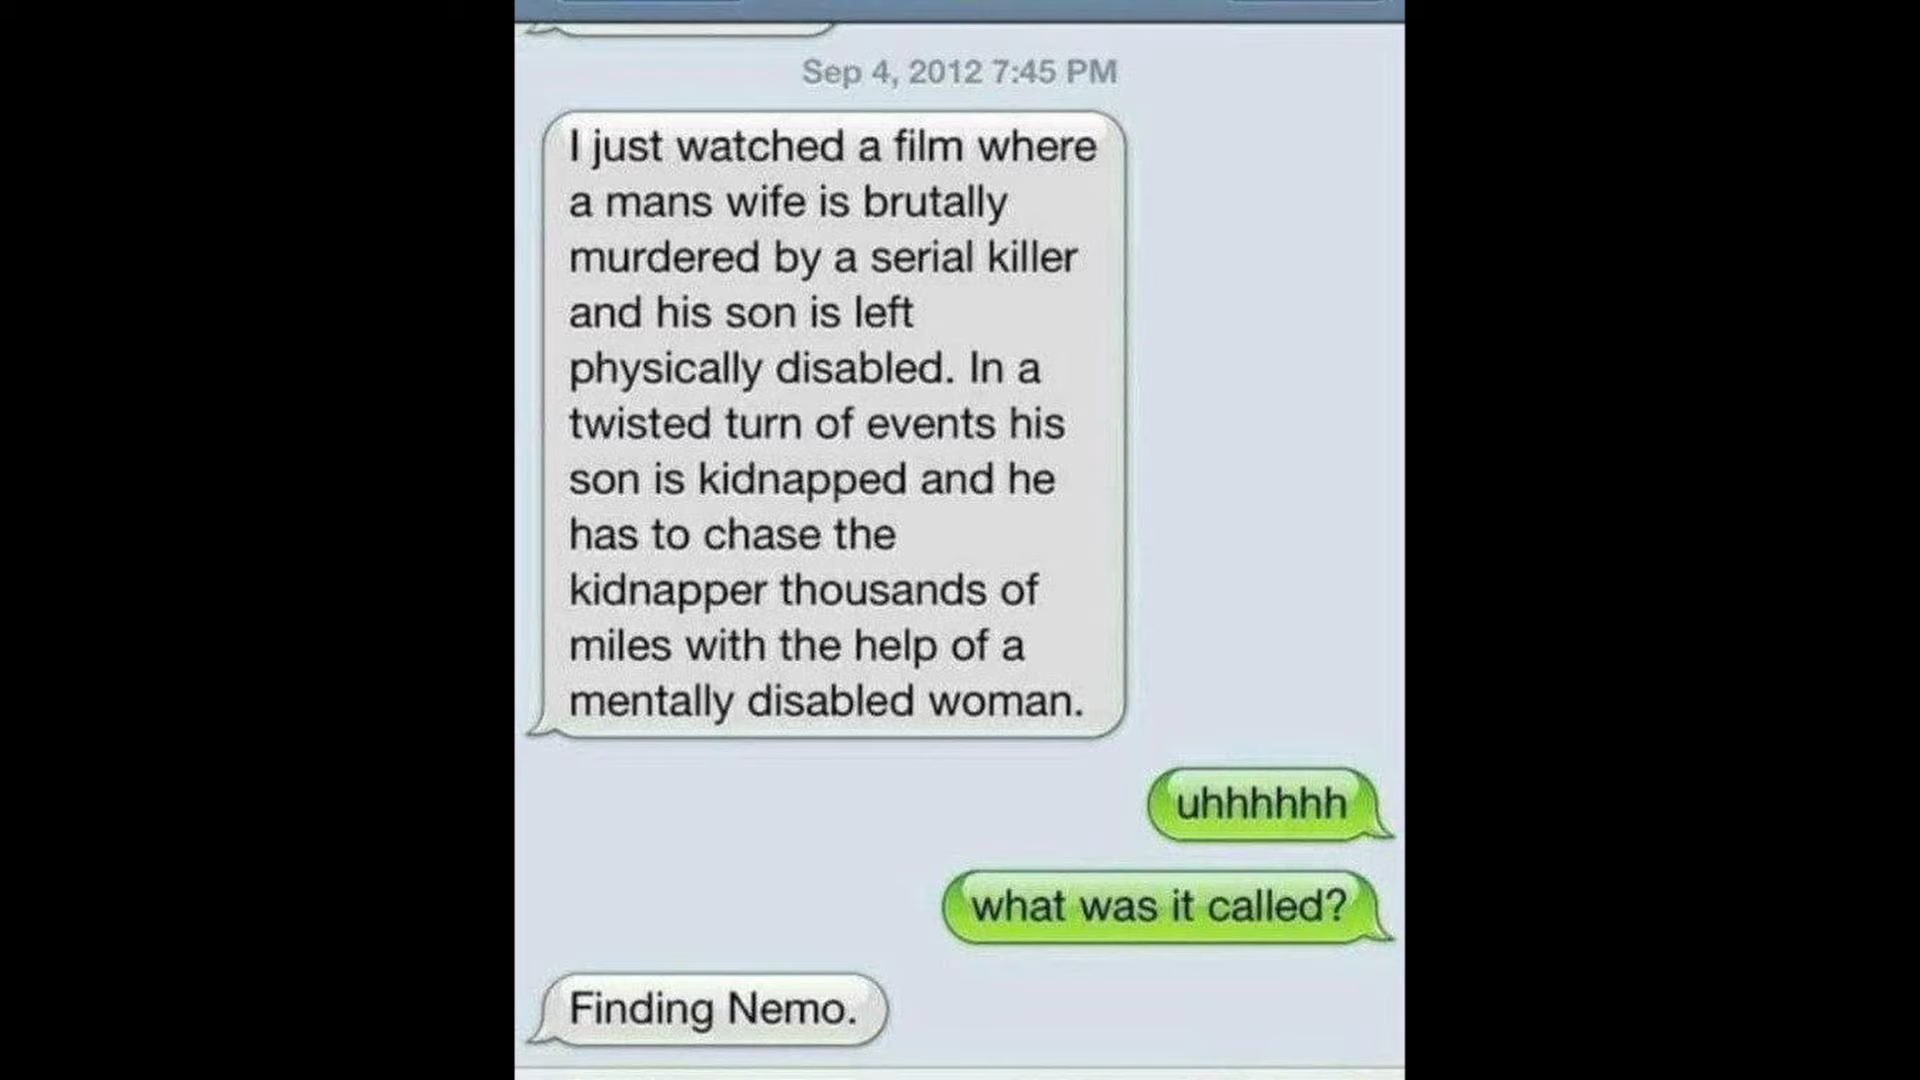 Sep 4, 2012 7:45 PM
I just watched a film where
a mans wife is brutally
murdered by a serial killer
and his son is left
physically disabled. In a
twisted turn of events his
son is kidnapped and he
has to chase the
kidnapper thousands of
miles with the help of a
mentally disabled woman.
uhhhhhh
what was it called?
Finding Nemo.